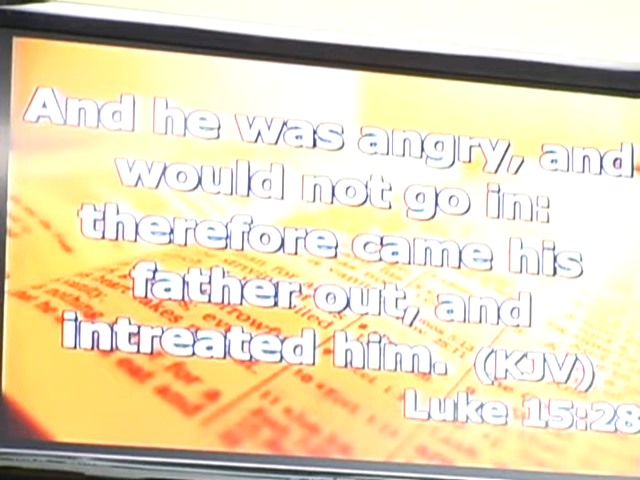 And he was angry, and
would not go in:
therefore came his
father out, and
intreated him. (KJV)
Luke 15:28